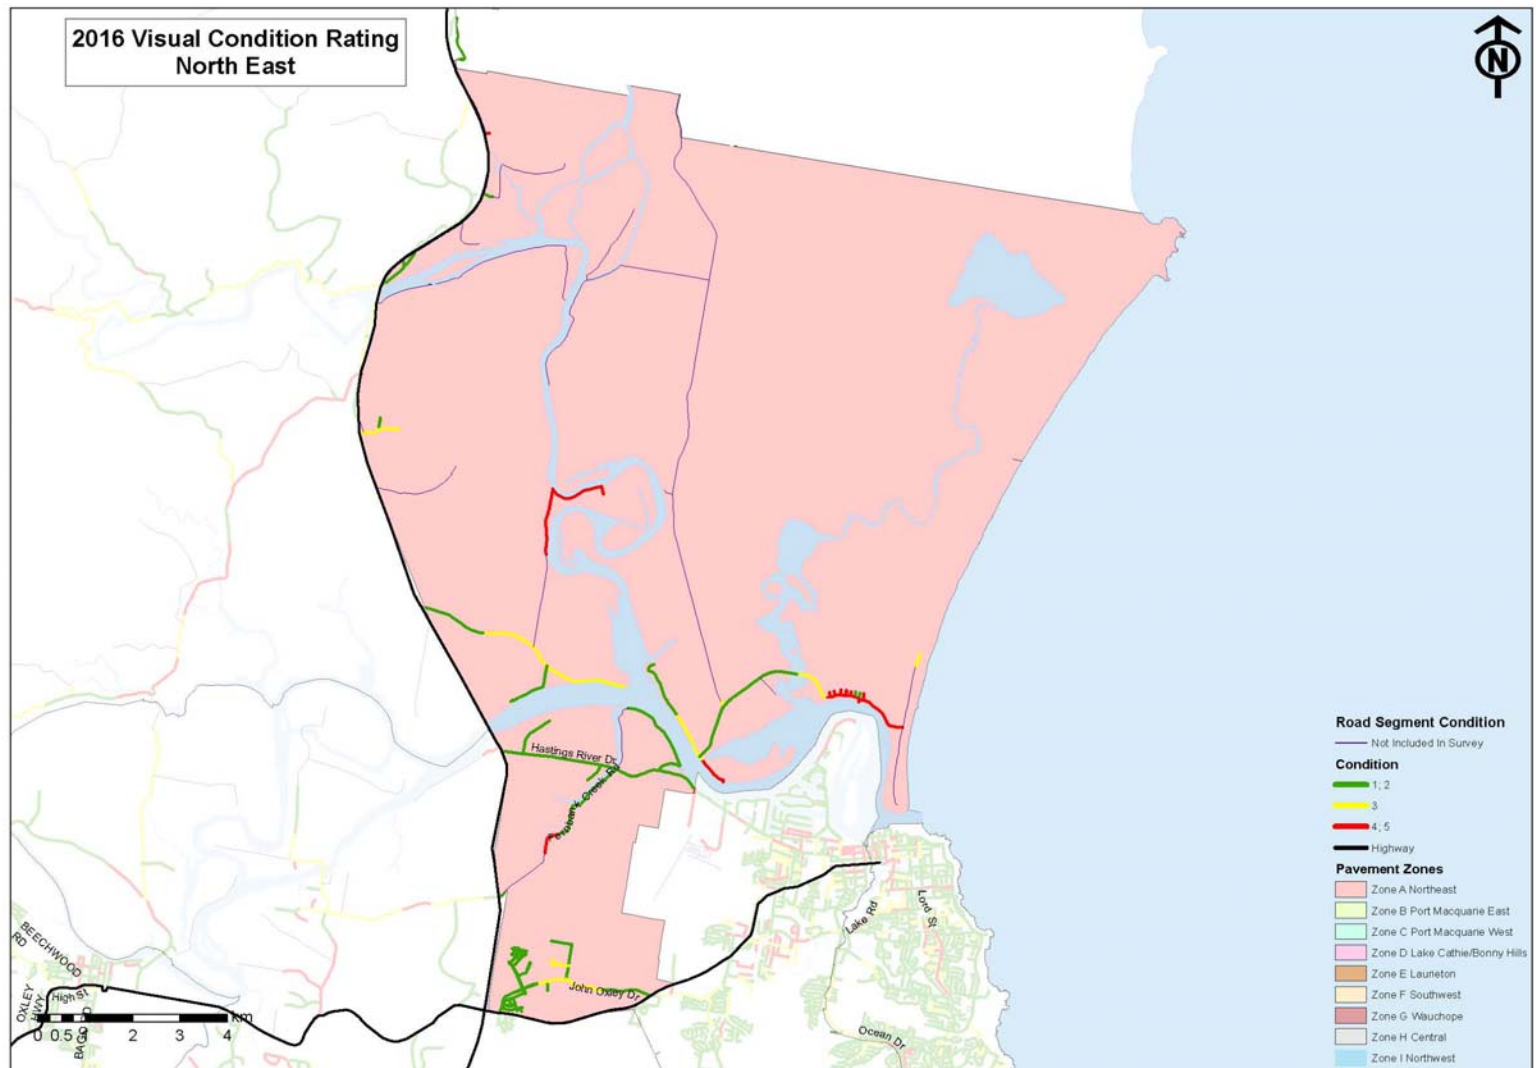 2016 Visual Condition Rating
North East
N
Hastings River Dr
John Oxley Dr
Lake Rd
Lord St
Ocean Dr
BEECHWOOD
RD
OXLEY
HWY
High St
km
0 0.5 2 3 4
Road Segment Condition
Not Included In Survey
Condition
1; 2
3
4; 5
Highway
Pavement Zones
Zone A Northeast
Zone B Port Macquarie East
Zone C Port Macquarie West
Zone D Lake Cathie/Bonny Hills
Zone E Laurieton
Zone F Southwest
Zone G Wauchope
Zone H Central
Zone I Northwest